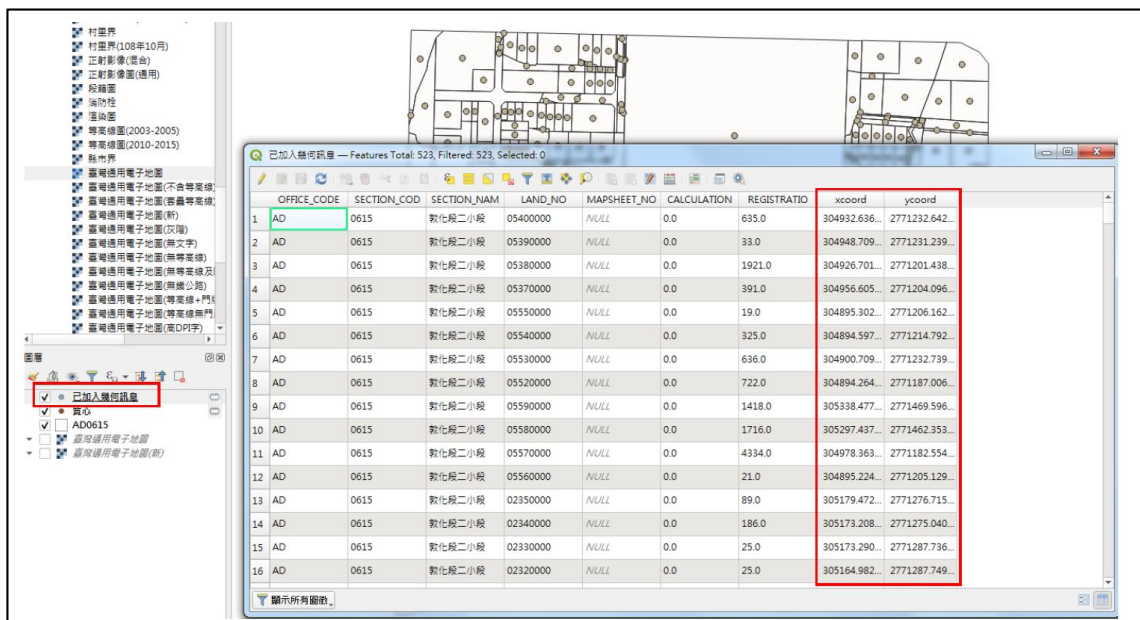 村里界
村里界(108年10月)
正射影像(混合)
正射影像圖(通用)
段籍圖
消防栓
渲染圖
等高線圖(2003-2005)
等高線圖(2010-2015)
縣市界
臺灣通用電子地圖
臺灣通用電子地圖(不含等高線
臺灣通用電子地圖(套疊等高線
臺灣通用電子地圖(新)
臺灣通用電子地圖(灰階)
臺灣通用電子地圖(無文字)
臺灣通用電子地圖(無等高線)
臺灣通用電子地圖(無等高線及
臺灣通用電子地圖(無鐵公路)
臺灣通用電子地圖(等高線+門
臺灣通用電子地圖(等高線無門
臺灣通用電子地圖(高DPI字)
圖層
已加入幾何訊息
質心
AD0615
臺灣通用電子地圖
臺灣通用電子地圖(新)
已加入幾何訊息 — Features Total: 523, Filtered: 523, Selected: 0
OFFICE_CODE SECTION_COD SECTION_NAM LAND_NO MAPSHEET_NO CALCULATION REGISTRATIO xcoord ycoord
1 AD 0615 敦化段二小段 05400000 NULL 0.0 635.0 304932.636... 2771232.642...
2 AD 0615 敦化段二小段 05390000 NULL 0.0 33.0 304948.709... 2771231.239...
3 AD 0615 敦化段二小段 05380000 NULL 0.0 1921.0 304926.701... 2771201.438...
4 AD 0615 敦化段二小段 05370000 NULL 0.0 391.0 304956.605... 2771204.096...
5 AD 0615 敦化段二小段 05550000 NULL 0.0 19.0 304895.302... 2771206.162...
6 AD 0615 敦化段二小段 05540000 NULL 0.0 325.0 304894.597... 2771214.792...
7 AD 0615 敦化段二小段 05530000 NULL 0.0 636.0 304900.709... 2771232.739...
8 AD 0615 敦化段二小段 05520000 NULL 0.0 722.0 304894.264... 2771187.006...
9 AD 0615 敦化段二小段 05590000 NULL 0.0 1418.0 305338.477... 2771469.596...
10 AD 0615 敦化段二小段 05580000 NULL 0.0 1716.0 305297.437... 2771462.353...
11 AD 0615 敦化段二小段 05570000 NULL 0.0 4334.0 304978.363... 2771182.554...
12 AD 0615 敦化段二小段 05560000 NULL 0.0 21.0 304895.224... 2771205.129...
13 AD 0615 敦化段二小段 02350000 NULL 0.0 89.0 305179.472... 2771276.715...
14 AD 0615 敦化段二小段 02340000 NULL 0.0 186.0 305173.208... 2771275.040...
15 AD 0615 敦化段二小段 02330000 NULL 0.0 25.0 305173.290... 2771287.736...
16 AD 0615 敦化段二小段 02320000 NULL 0.0 25.0 305164.982... 2771287.749...
顯示所有圖徵